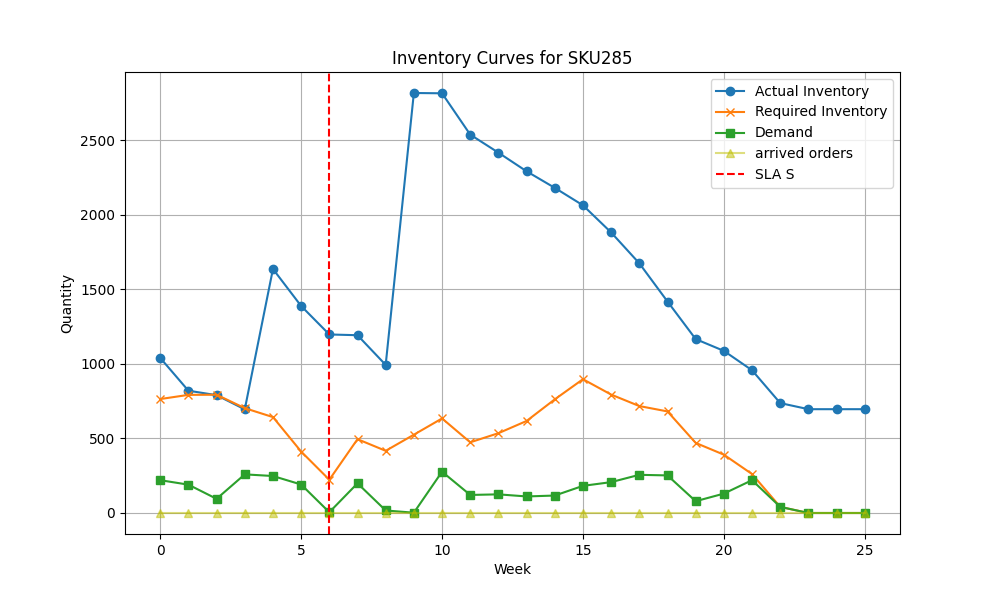 Inventory Curves for SKU285
Actual Inventory
Required Inventory
Demand
arrived orders
SLA S
Quantity
2500
2000
1500
1000
500
0
0 5 10 15 20 25
Week